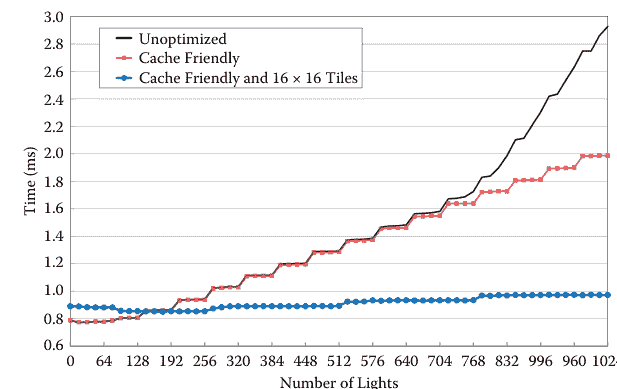 3.0
2.8
2.6
2.4
2.2
2.0
1.8
1.6
1.4
1.2
1.0
0.8
0.6
Time (ms)
Unoptimized
Cache Friendly
Cache Friendly and 16 × 16 Tiles
0 64 128 192 256 320 384 448 512 576 640 704 768 832 896 960 1024
Number of Lights